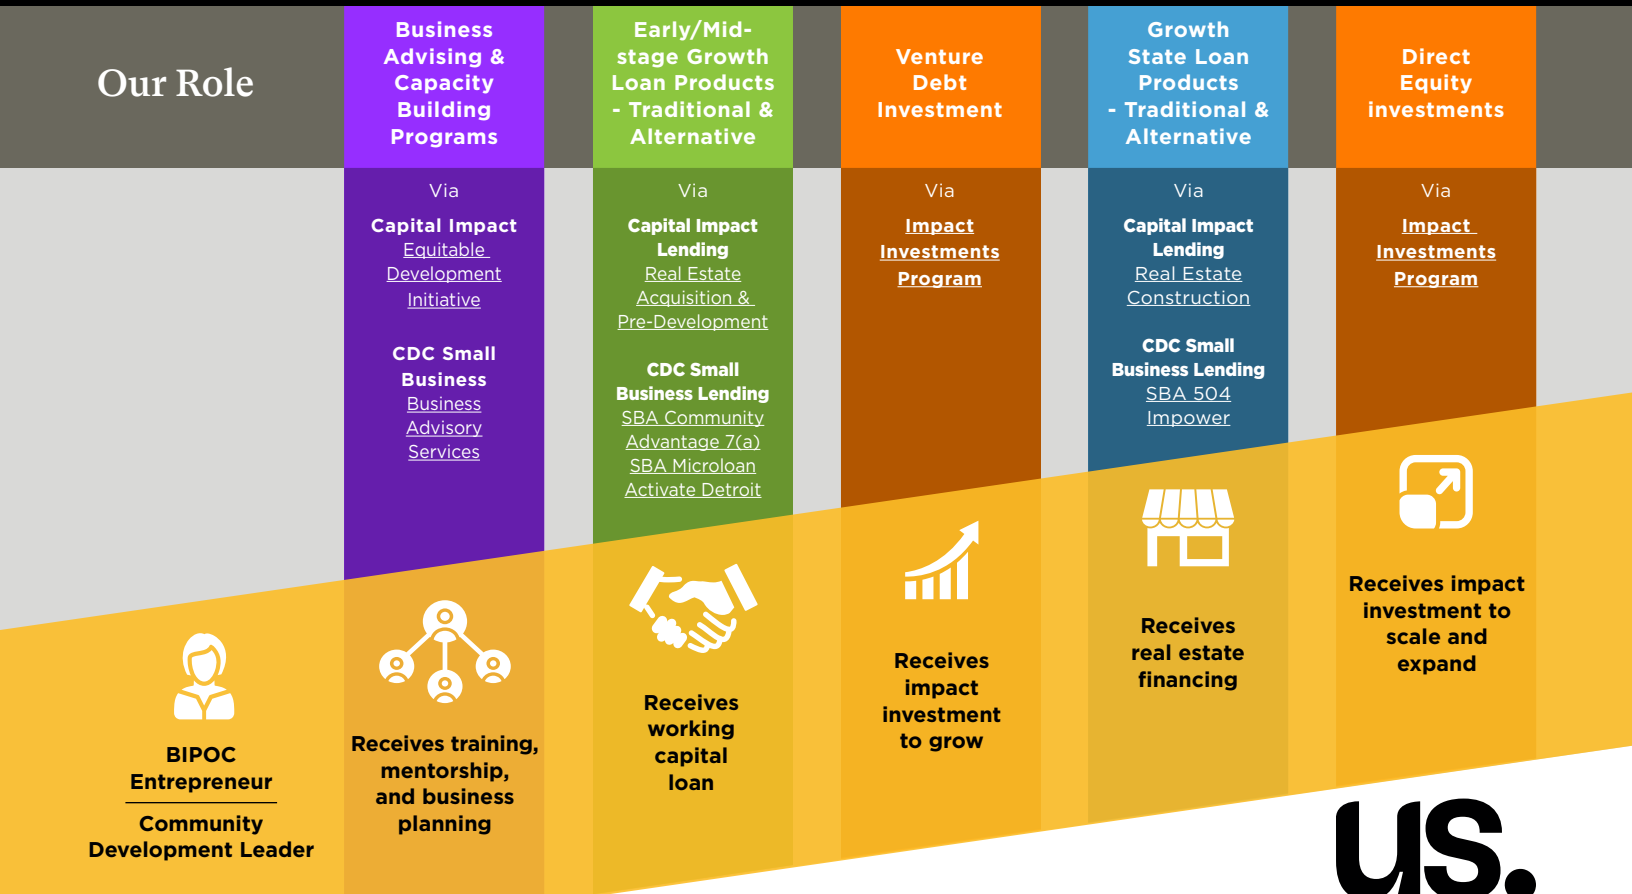 Our Role
Business
Advising &
Capacity
Building
Programs
Early/Mid-
stage Growth
Loan Products
- Traditional &
Alternative
Venture
Debt
Investment
Growth
State Loan
Products
- Traditional &
Alternative
Direct
Equity
investments
Via
Capital Impact
Equitable
Development
Initiative
CDC Small
Business
Business
Advisory
Services
Via
Capital Impact
Lending
Real Estate
Acquisition &
Pre-Development
CDC Small
Business Lending
SBA Community
Advantage 7(a)
SBA Microloan
Activate Detroit
Via
Impact
Investments
Program
Via
Capital Impact
Lending
Real Estate
Construction
CDC Small
Business Lending
SBA 504
Impower
Via
Impact
Investments
Program
BIPOC
Entrepreneur
Community
Development Leader
Receives training,
mentorship,
and business
planning
Receives
working
capital
loan
Receives
impact
investment
to grow
Receives
real estate
financing
Receives impact
investment to
scale and
expand
us.